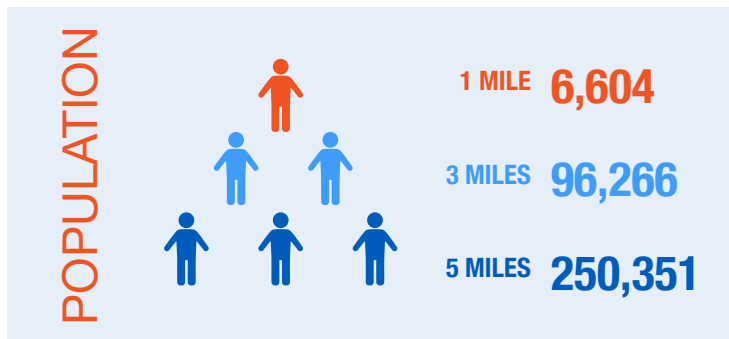 POPULATION
1 MILE 6,604
3 MILES 96,266
5 MILES 250,351